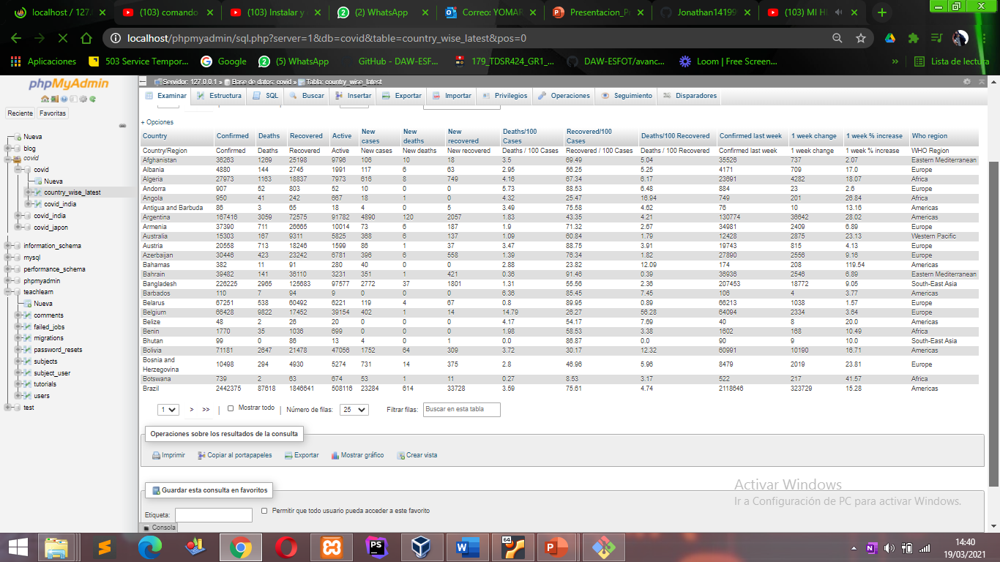 localhost / 127.
(103) comando
(103) Instalar y
(2) WhatsApp
Correo: YOMAR
Presentacion_Pa
Jonathan14199
(103) MI HI
localhost/phpmyadmin/sql.php?server=1&db=covid&table=country_wise_latest&pos=0
Aplicaciones 503 Service Tempor... Google (5) WhatsApp GitHub - DAW-ESF... 179_TDSR424_GR1_... DAW-ESFOT/avanc... Loom | Free Screen... » Lista de lectura
phpMyAdmin
Reciente Favoritas
Nueva
blog
covid
covid
Nueva
country_wise_latest
covid_india
covid_india
covid_japon
information_schema
mysql
performance_schema
phpmyadmin
teachlearn
Nueva
comments
failed_jobs
migrations
password_resets
subjects
subject_user
tutorials
users
test
Servidor: 127.0.0.1 » Base de datos: covid » Tabla: country_wise_latest
Examinar Estructura SQL Buscar Insertar Exportar Importar Privilegios Operaciones Seguimiento Disparadores
+ Opciones
Country Confirmed Deaths Recovered Active New cases New deaths New recovered Deaths/100 Cases Recovered/100 Cases Deaths/100 Recovered Confirmed last week 1 week change 1 week % increase Who region
Country/Region Confirmed Deaths Recovered Active New cases New deaths New recovered Deaths / 100 Cases Recovered / 100 Cases Deaths / 100 Recovered Confirmed last week 1 week change 1 week % increase WHO Region
Afghanistan 36263 1269 25198 9796 106 10 18 3.5 69.49 5.04 35526 737 2.07 Eastern Mediterranean
Albania 4880 144 2745 1991 117 6 63 2.95 56.25 5.25 4171 709 17.0 Europe
Algeria 27973 1163 18837 7973 616 8 749 4.16 67.34 6.17 23691 4282 18.07 Africa
Andorra 907 52 803 52 10 0 0 5.73 88.53 6.48 884 23 2.6 Europe
Angola 950 41 242 667 18 1 0 4.32 25.47 16.94 749 201 26.84 Africa
Antigua and Barbuda 86 3 65 18 4 0 5 3.49 75.58 4.62 76 10 13.16 Americas
Argentina 167416 3059 72575 91782 4890 120 2057 1.83 43.35 4.21 130774 36642 28.02 Americas
Armenia 37390 711 26665 10014 73 6 187 1.9 71.32 2.67 34981 2409 6.89 Europe
Australia 15303 167 9311 5825 368 6 137 1.09 60.84 1.79 12428 2875 23.13 Western Pacific
Austria 20558 713 18246 1599 86 1 37 3.47 88.75 3.91 19743 815 4.13 Europe
Azerbaijan 30446 423 23242 6781 396 6 558 1.39 76.34 1.82 27890 2556 9.16 Europe
Bahamas 382 11 91 280 40 0 0 2.88 23.82 12.09 174 208 119.54 Americas
Bahrain 39482 141 36110 3231 351 1 421 0.36 91.46 0.39 36936 2546 6.89 Eastern Mediterranean
Bangladesh 226225 2965 125683 97577 2772 37 1801 1.31 55.56 2.36 207453 18772 9.05 South-East Asia
Barbados 110 7 94 9 0 0 0 6.36 85.45 7.45 106 4 3.77 Americas
Belarus 67251 538 60492 6221 119 4 67 0.8 89.95 0.89 66213 1038 1.57 Europe
Belgium 66428 9822 17452 39154 402 1 14 14.79 26.27 56.28 64094 2334 3.64 Europe
Belize 48 2 26 20 0 0 0 4.17 54.17 7.69 40 8 20.0 Americas
Benin 1770 35 1036 699 0 0 0 1.98 58.53 3.38 1602 168 10.49 Africa
Bhutan 99 0 86 13 4 0 1 0.0 86.87 0.0 90 9 10.0 South-East Asia
Bolivia 71181 2647 21478 47056 1752 64 309 3.72 30.17 12.32 60991 10190 16.71 Americas
Bosnia and Herzegovina 10498 294 4930 5274 731 14 375 2.8 46.96 5.96 8479 2019 23.81 Europe
Botswana 739 2 63 674 53 1 11 0.27 8.53 3.17 522 217 41.57 Africa
Brazil 2442375 87618 1846641 508116 23284 614 33728 3.59 75.61 4.74 2118646 323729 15.28 Americas
1 > >> | Mostrar todo | Número de filas: 25 Filtrar filas: Buscar en esta tabla
Operaciones sobre los resultados de la consulta
Imprimir Copiar al portapapeles Exportar Mostrar gráfico Crear vista
Guardar esta consulta en favoritos
Etiqueta: Permitir que todo usuario pueda acceder a este favorito
Consola
Activar Windows
Ir a Configuración de PC para activar Windows.
14:40
19/03/2021